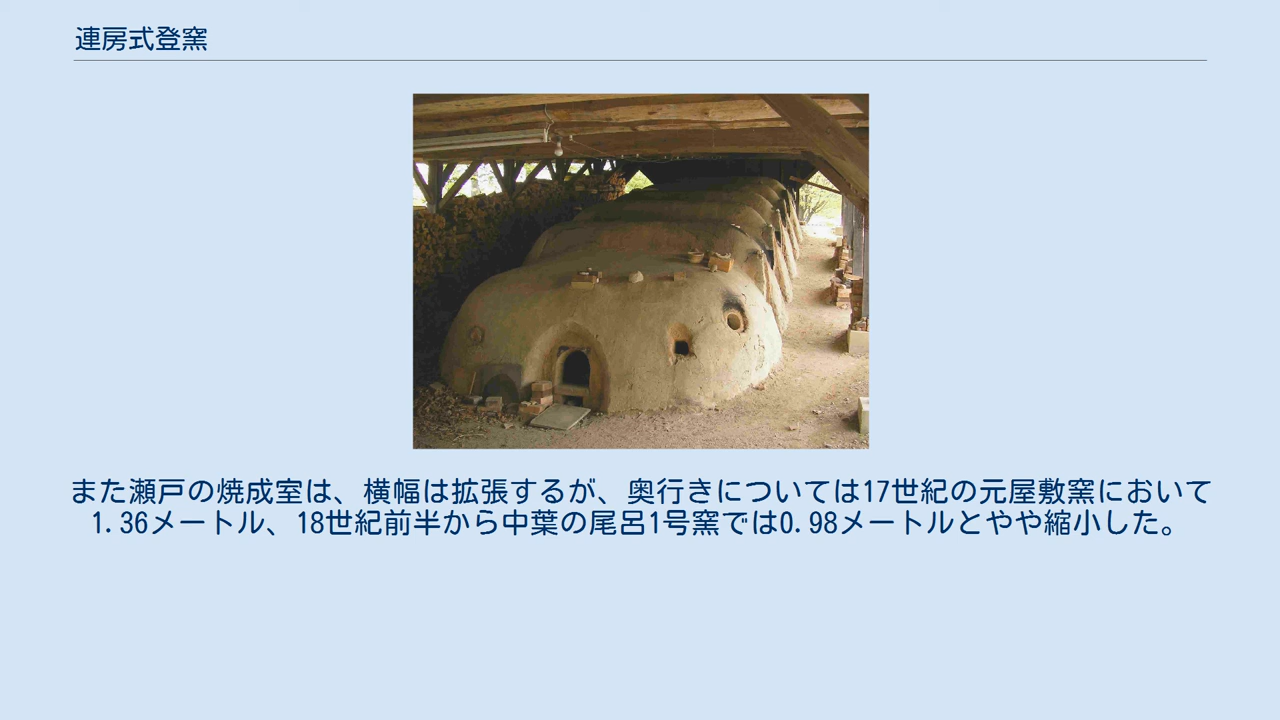 連房式登窯
また瀬戸の焼成室は、横幅は拡張するが、奥行きについては17世紀の元屋敷窯において
1.36メートル、18世紀前半から中葉の尾呂1号窯では0.98メートルとやや縮小した。